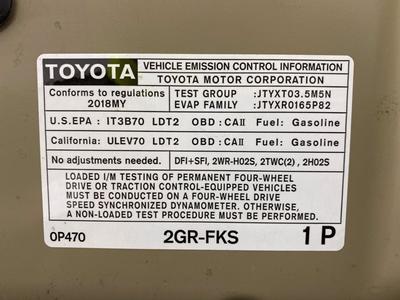 TOYOTA
VEHICLE EMISSION CONTROL INFORMATION
TOYOTA MOTOR CORPORATION
Conforms to regulations
2018MY
TEST GROUP :JTYXT03.5M5N
EVAP FAMILY :JTYXR0165P82
U.S.EPA : IT3B70 LDT2 OBD:CAII Fuel: Gasoline
California: ULEV70 LDT2 OBD:CAII Fuel: Gasoline
No adjustments needed. DFI+SFI, 2WR-HO2S, 2TWC(2), 2HO2S
LOADED I/M TESTING OF PERMANENT FOUR-WHEEL
DRIVE OR TRACTION CONTROL-EQUIPPED VEHICLES
MUST BE CONDUCTED ON A FOUR-WHEEL DRIVE
SPEED SYNCHRONIZED DYNAMOMETER. OTHERWISE,
A NON-LOADED TEST PROCEDURE MUST BE PERFORMED.
0P470 2GR-FKS 1 P